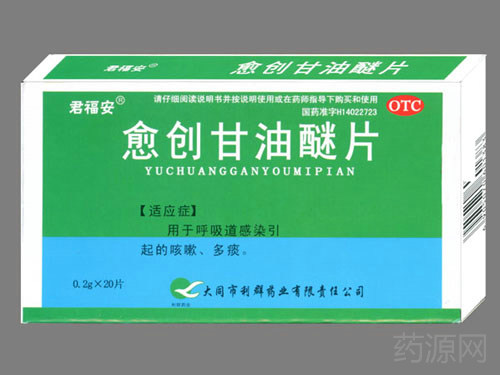 君福安®
愈创甘油醚片
君福安®
请仔细阅读说明书并按说明使用或在药师指导下购买和使用
国药准字H14022723
OTC
愈创甘油醚片
YUCHUANGGANYOUMIPIAN
【适应症】
用于呼吸道感染引
起的咳嗽、多痰。
0.2g×20片
大同市利群药业有限责任公司
药源网